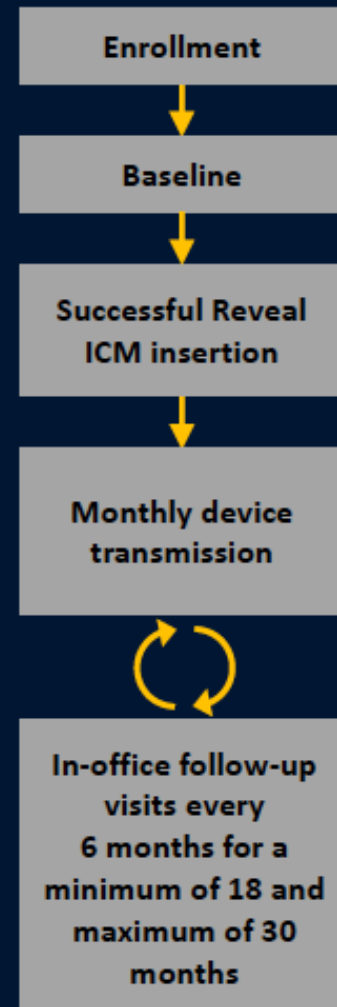 Enrollment
Baseline
Successful Reveal
ICM insertion
Monthly device
transmission
In-office follow-up
visits every
6 months for a
minimum of 18 and
maximum of 30
months